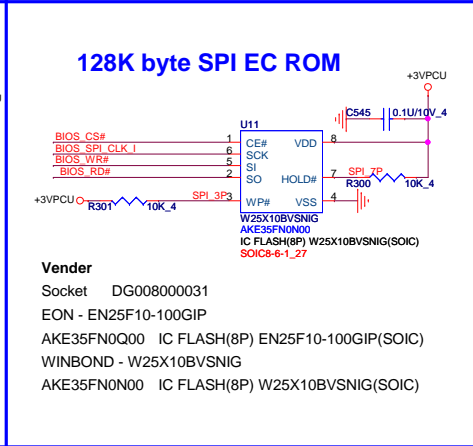 128K byte SPI EC ROM
+3VPCU
C545 0.1U/10V_4
U11
BIOS_CS# 1 CE# VDD 8
BIOS_SPI_CLK_I 6 SCK
BIOS_WR# 5 SI
BIOS_RD# 2 SO HOLD# 7 SPI_7P
R300 10K_4
+3VPCU SPI_3P 3 WP# VSS 4
R301 10K_4
W25X10BVSNIG
AKE35FN0N00
IC FLASH(8P) W25X10BVSNIG(SOIC)
SOIC8-6-1_27
Vender
Socket DG008000031
EON - EN25F10-100GIP
AKE35FN0Q00 IC FLASH(8P) EN25F10-100GIP(SOIC)
WINBOND - W25X10BVSNIG
AKE35FN0N00 IC FLASH(8P) W25X10BVSNIG(SOIC)